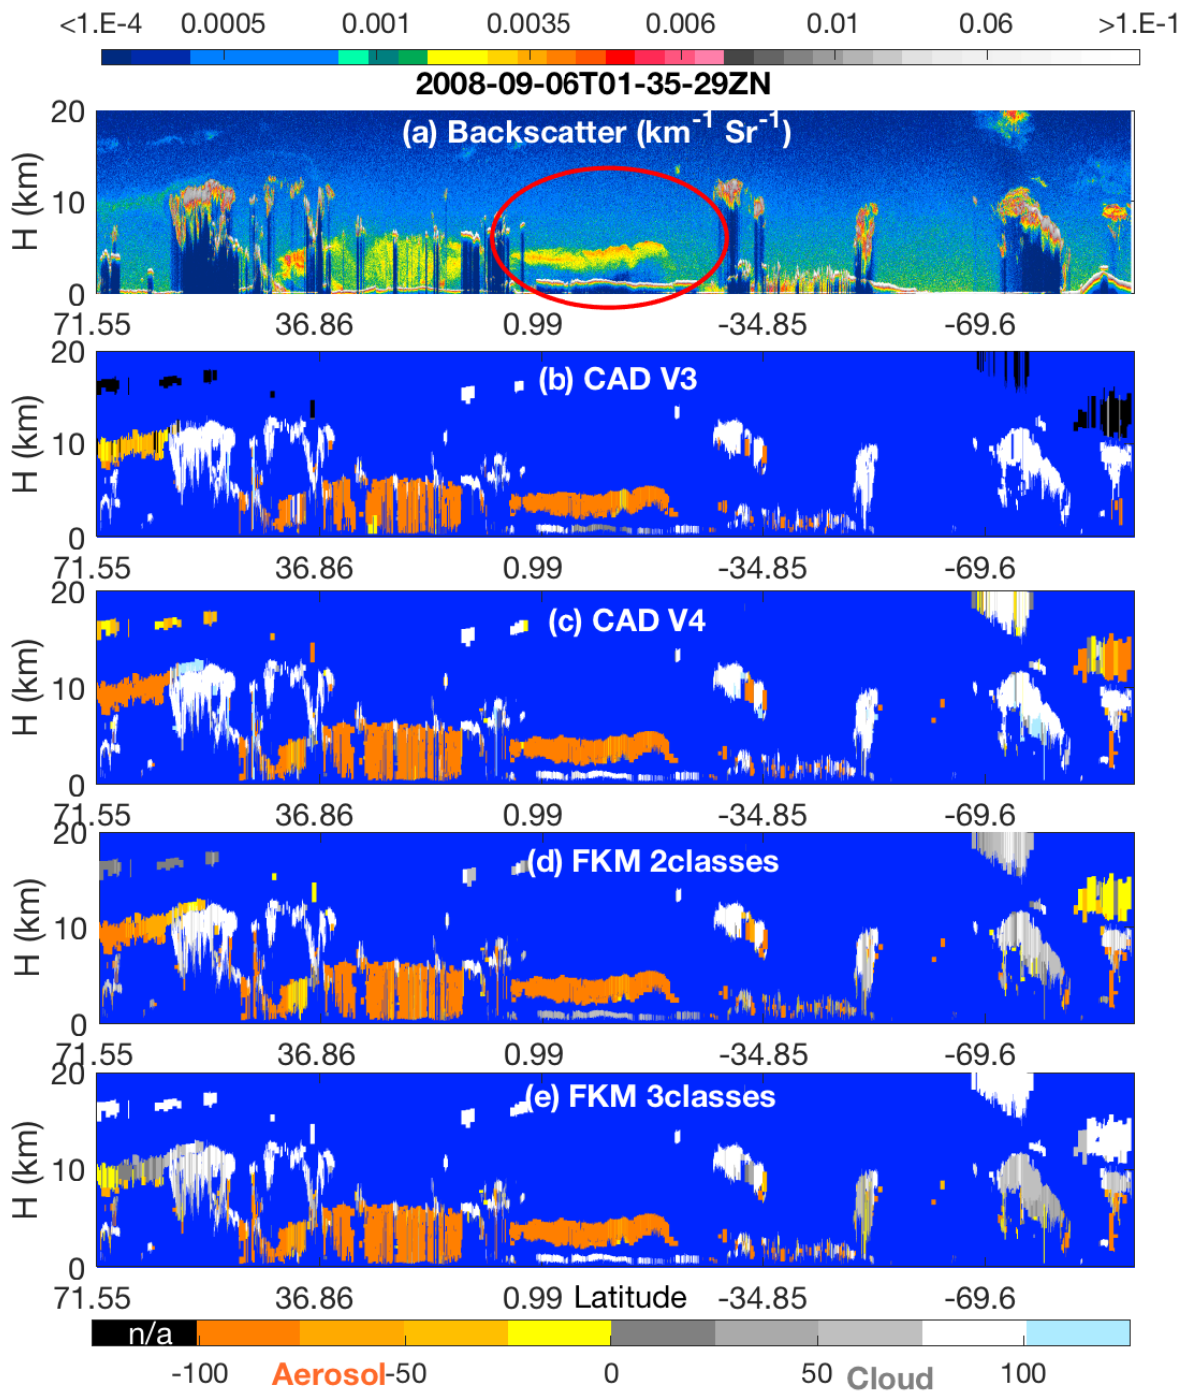 <1.E-4 0.0005 0.001 0.0035 0.006 0.01 0.06 >1.E-1
2008-09-06T01-35-29ZN
(a) Backscatter (km-1 Sr-1)
H (km)
20
10
0
71.55 36.86 0.99 -34.85 -69.6
(b) CAD V3
H (km)
20
10
0
71.55 36.86 0.99 -34.85 -69.6
(c) CAD V4
H (km)
20
10
0
71.55 36.86 0.99 -34.85 -69.6
(d) FKM 2classes
H (km)
20
10
0
71.55 36.86 0.99 -34.85 -69.6
(e) FKM 3classes
H (km)
20
10
0
71.55 36.86 0.99 Latitude -34.85 -69.6
n/a
-100 Aerosol -50 0 50 Cloud 100